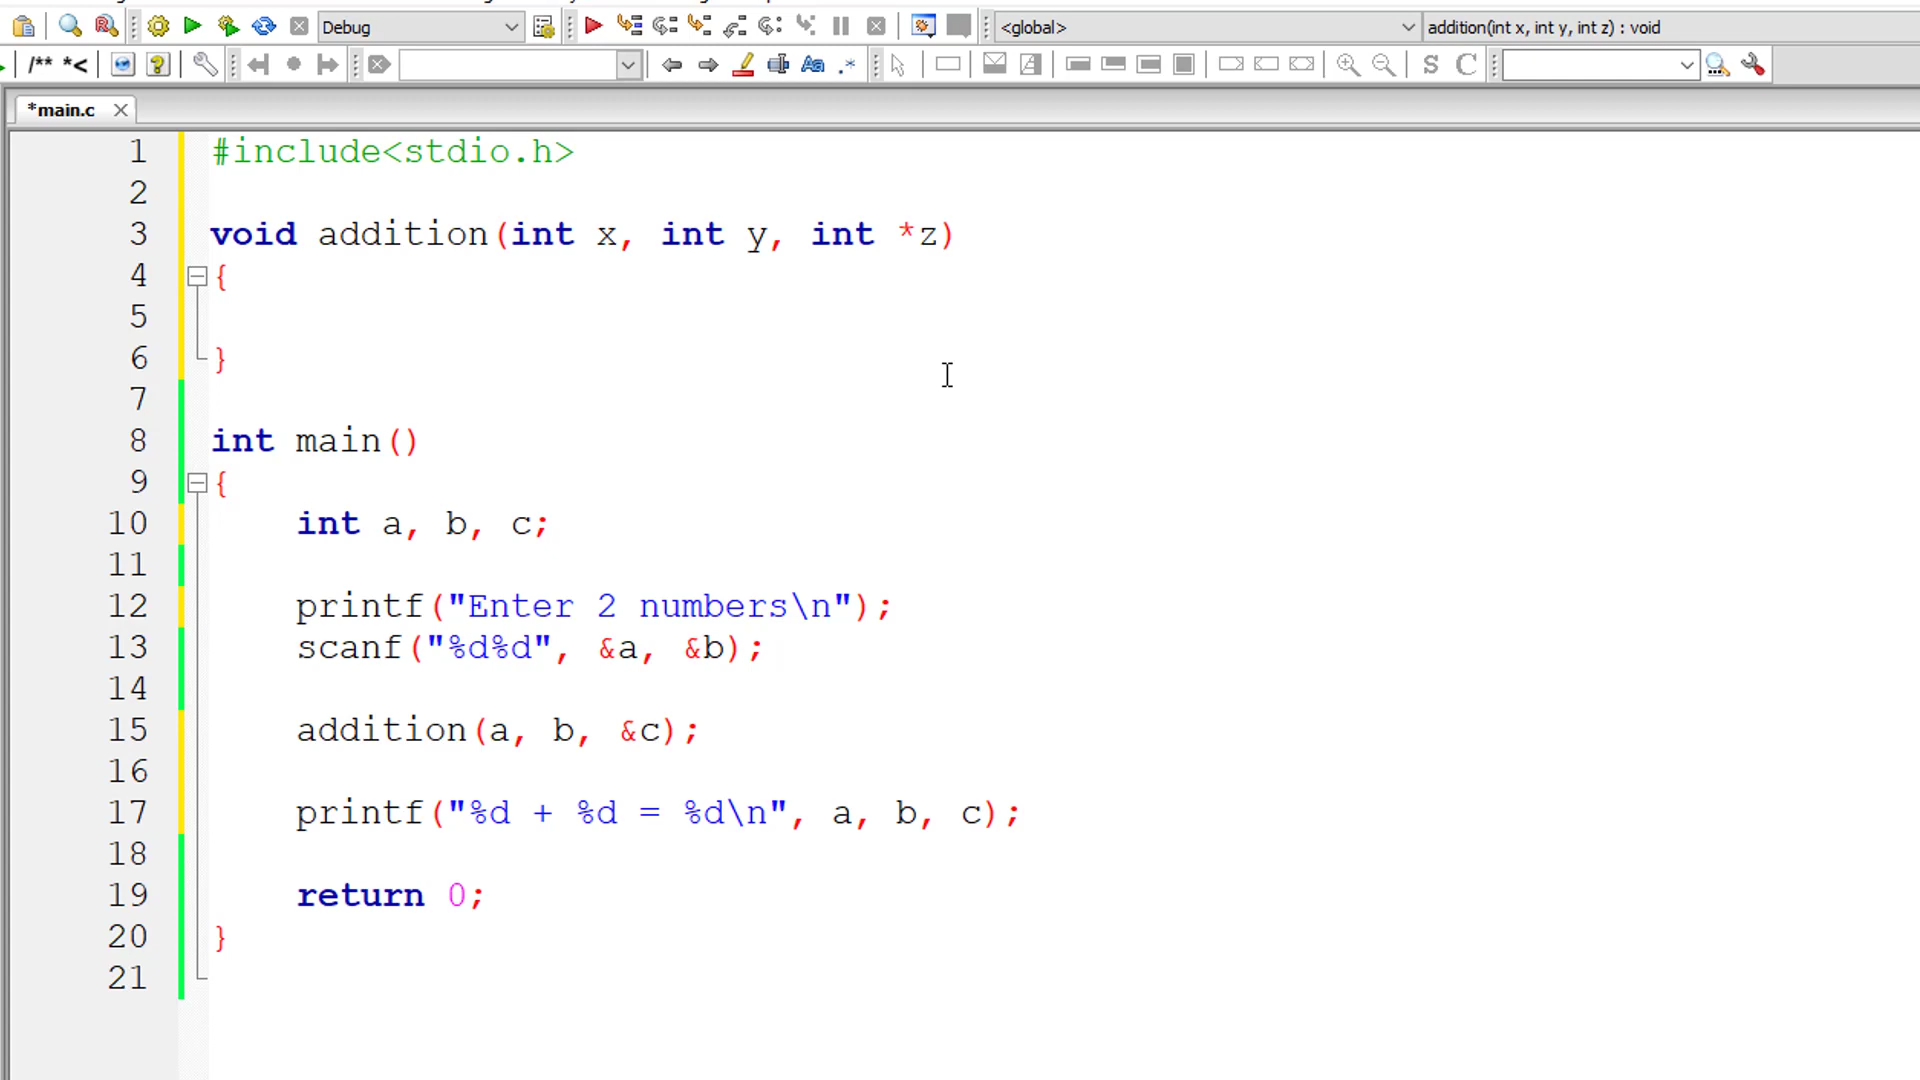 Debug
<global>
addition(int x, int y, int z) : void
/** *<
Aa .*
S C
*main.c
1 #include<stdio.h>
2
3 void addition(int x, int y, int *z)
4 {
5
6 }
7
8 int main()
9 {
10 int a, b, c;
11
12 printf("Enter 2 numbers\n");
13 scanf("%d%d", &a, &b);
14
15 addition(a, b, &c);
16
17 printf("%d + %d = %d\n", a, b, c);
18
19 return 0;
20 }
21